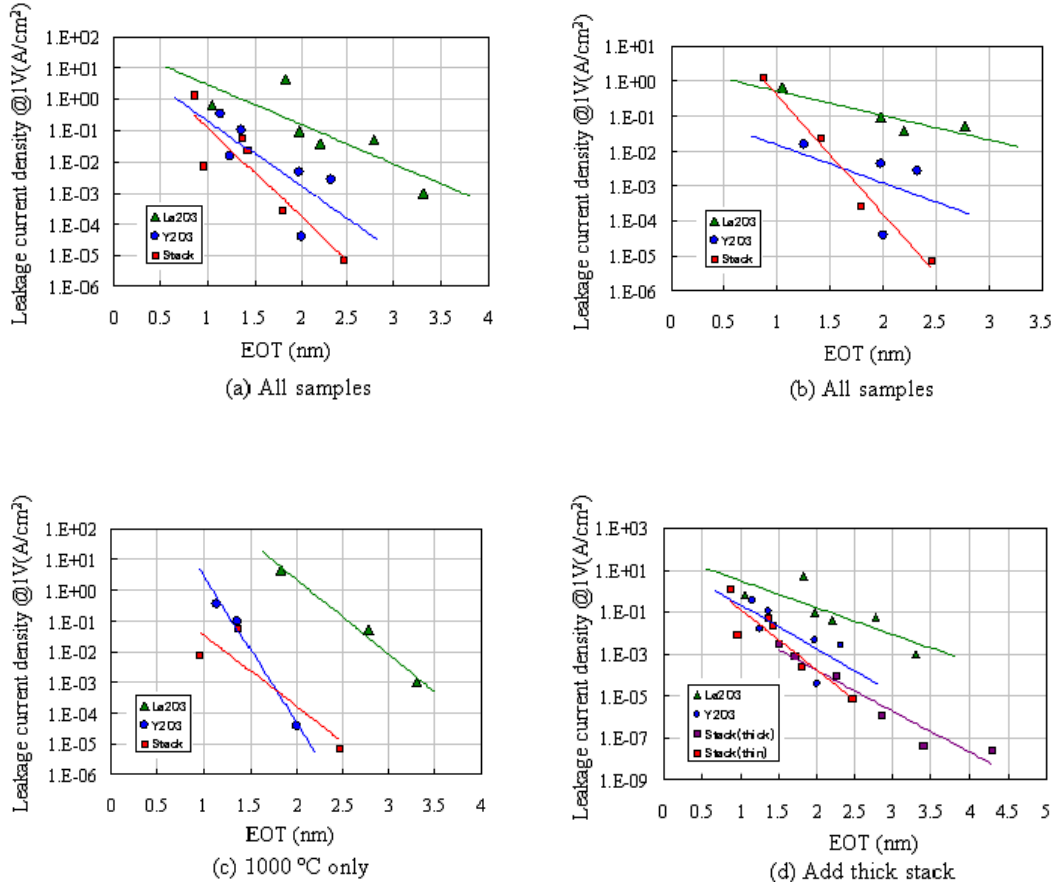 Leakage current density @1V(A/cm²)
1.E+02
1.E+01
1.E+00
1.E-01
1.E-02
1.E-03
1.E-04
1.E-05
1.E-06
La2O3
Y2O3
Stack
0 0.5 1 1.5 2 2.5 3 3.5 4
EOT (nm)
(a) All samples
Leakage current density @1V(A/cm²)
1.E+01
1.E+00
1.E-01
1.E-02
1.E-03
1.E-04
1.E-05
1.E-06
La2O3
Y2O3
Stack
0 0.5 1 1.5 2 2.5 3 3.5
EOT (nm)
(b) All samples
Leakage current density @1V(A/cm²)
1.E+02
1.E+01
1.E+00
1.E-01
1.E-02
1.E-03
1.E-04
1.E-05
1.E-06
La2O3
Y2O3
Stack
0 0.5 1 1.5 2 2.5 3 3.5 4
EOT (nm)
(c) 1000 °C only
Leakage current density @1V(A/cm²)
1.E+03
1.E+01
1.E-01
1.E-03
1.E-05
1.E-07
1.E-09
La2O3
Y2O3
Stack(thick)
Stack(thin)
0 0.5 1 1.5 2 2.5 3 3.5 4 4.5 5
EOT (nm)
(d) Add thick stack